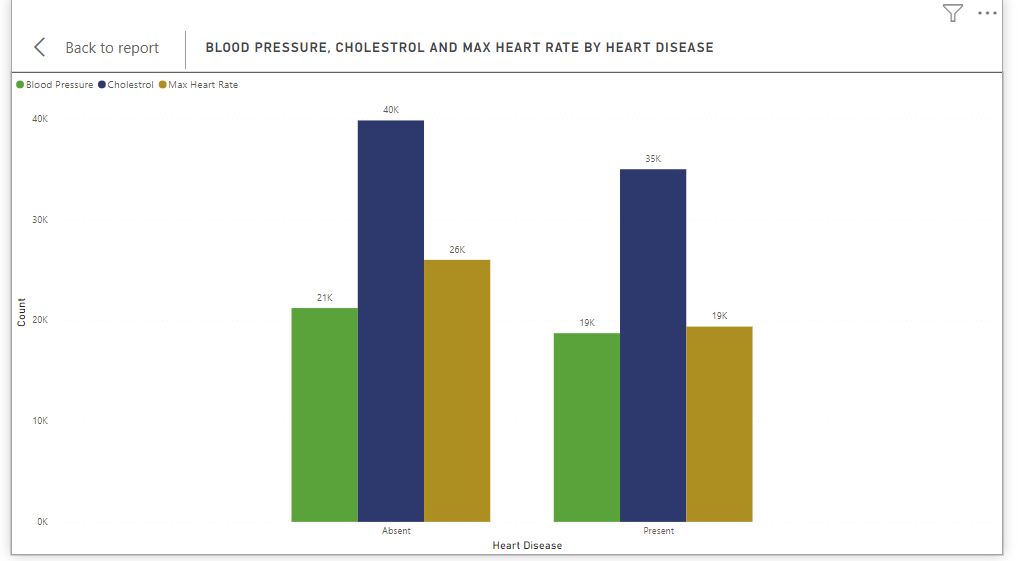 Back to report
BLOOD PRESSURE, CHOLESTROL AND MAX HEART RATE BY HEART DISEASE
Blood Pressure Cholestrol Max Heart Rate
40K
40K
35K
30K
26K
21K
19K
19K
Count
20K
10K
0K
Absent Present
Heart Disease